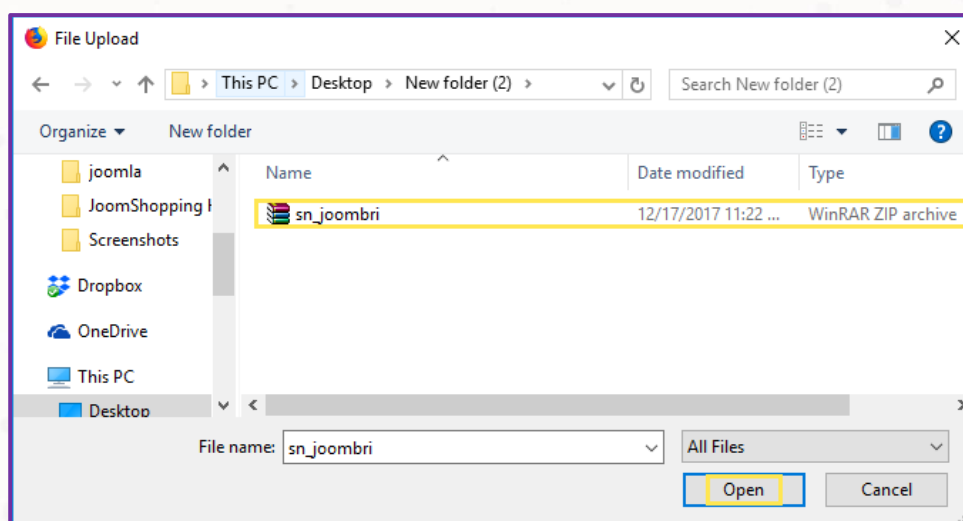 File Upload
This PC > Desktop > New folder (2) >
Search New folder (2)
Organize
New folder
joomla
JoomShopping
Screenshots
Dropbox
OneDrive
This PC
Desktop
Name
Date modified
Type
sn_joombri
12/17/2017 11:22 ...
WinRAR ZIP archive
File name:
sn_joombri
All Files
Open
Cancel